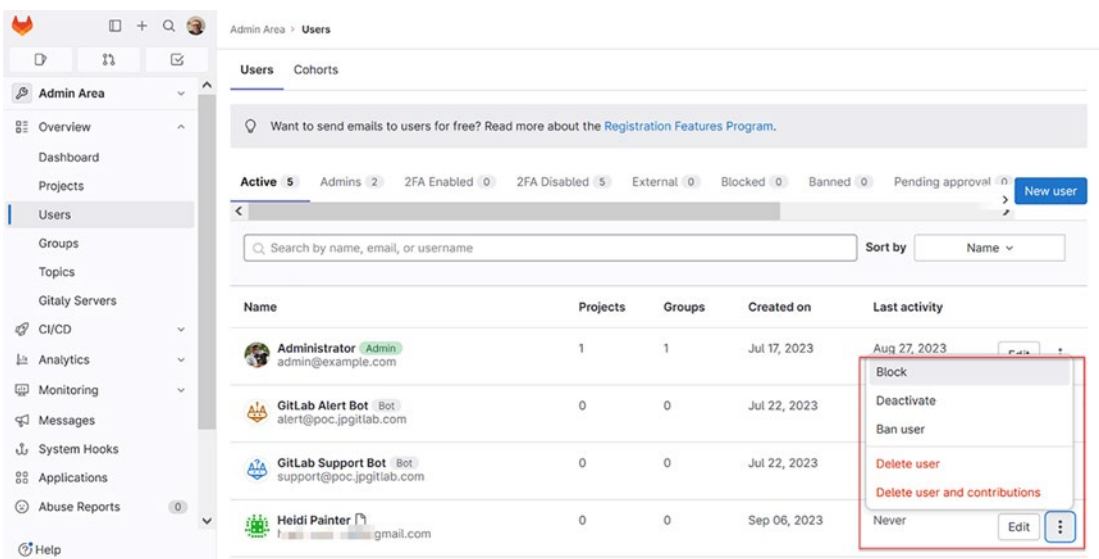 Admin Area > Users
Users Cohorts
Want to send emails to users for free? Read more about the Registration Features Program.
Active 5 Admins 2 2FA Enabled 0 2FA Disabled 5 External 0 Blocked 0 Banned 0 Pending approval 0
New user
Search by name, email, or username
Sort by Name
Name Projects Groups Created on Last activity
Administrator Admin
admin@example.com
1 1 Jul 17, 2023 Aug 27, 2023 Edit
GitLab Alert Bot Bot
alert@poc.jpgitlab.com
0 0 Jul 22, 2023
GitLab Support Bot Bot
support@poc.jpgitlab.com
0 0 Jul 22, 2023
Heidi Painter
gmail.com
0 0 Sep 06, 2023 Never Edit
Block
Deactivate
Ban user
Delete user
Delete user and contributions
Admin Area
Overview
Dashboard
Projects
Users
Groups
Topics
Gitaly Servers
CI/CD
Analytics
Monitoring
Messages
System Hooks
Applications
Abuse Reports 0
Help